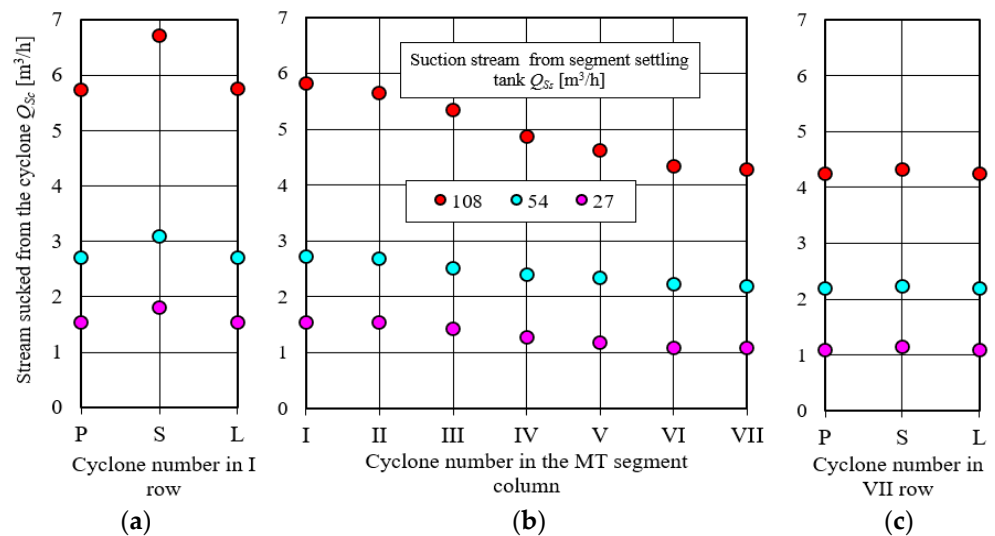 Stream sucked from the cyclone QSc [m³/h]
7
6
5
4
3
2
1
0
P S L
Cyclone number in I
row
(a)
7
6
5
4
3
2
1
0
Suction stream from segment settling
tank QSs [m³/h]
108 54 27
I II III IV V VI VII
Cyclone number in the MT segment
column
(b)
7
6
5
4
3
2
1
0
P S L
Cyclone number in
VII row
(c)